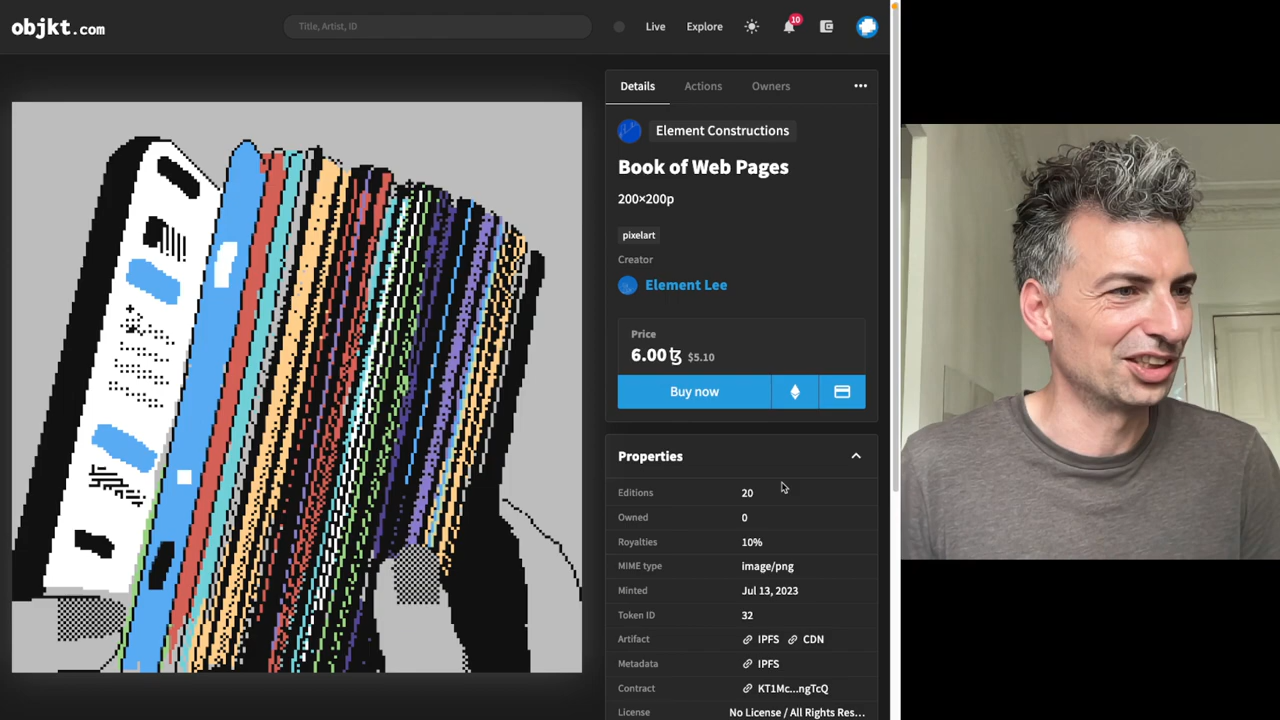 objkt.com
Title, Artist, ID
Live
Explore
10
Details
Actions
Owners
Element Constructions
Book of Web Pages
200×200p
pixelart
Creator
Element Lee
Price
6.00 ꜩ $5.10
Buy now
Properties
Editions 20
Owned 0
Royalties 10%
MIME type image/png
Minted Jul 13, 2023
Token ID 32
Artifact IPFS CDN
Metadata IPFS
Contract KT1Mc...ngTcQ
License No License / All Rights Res...